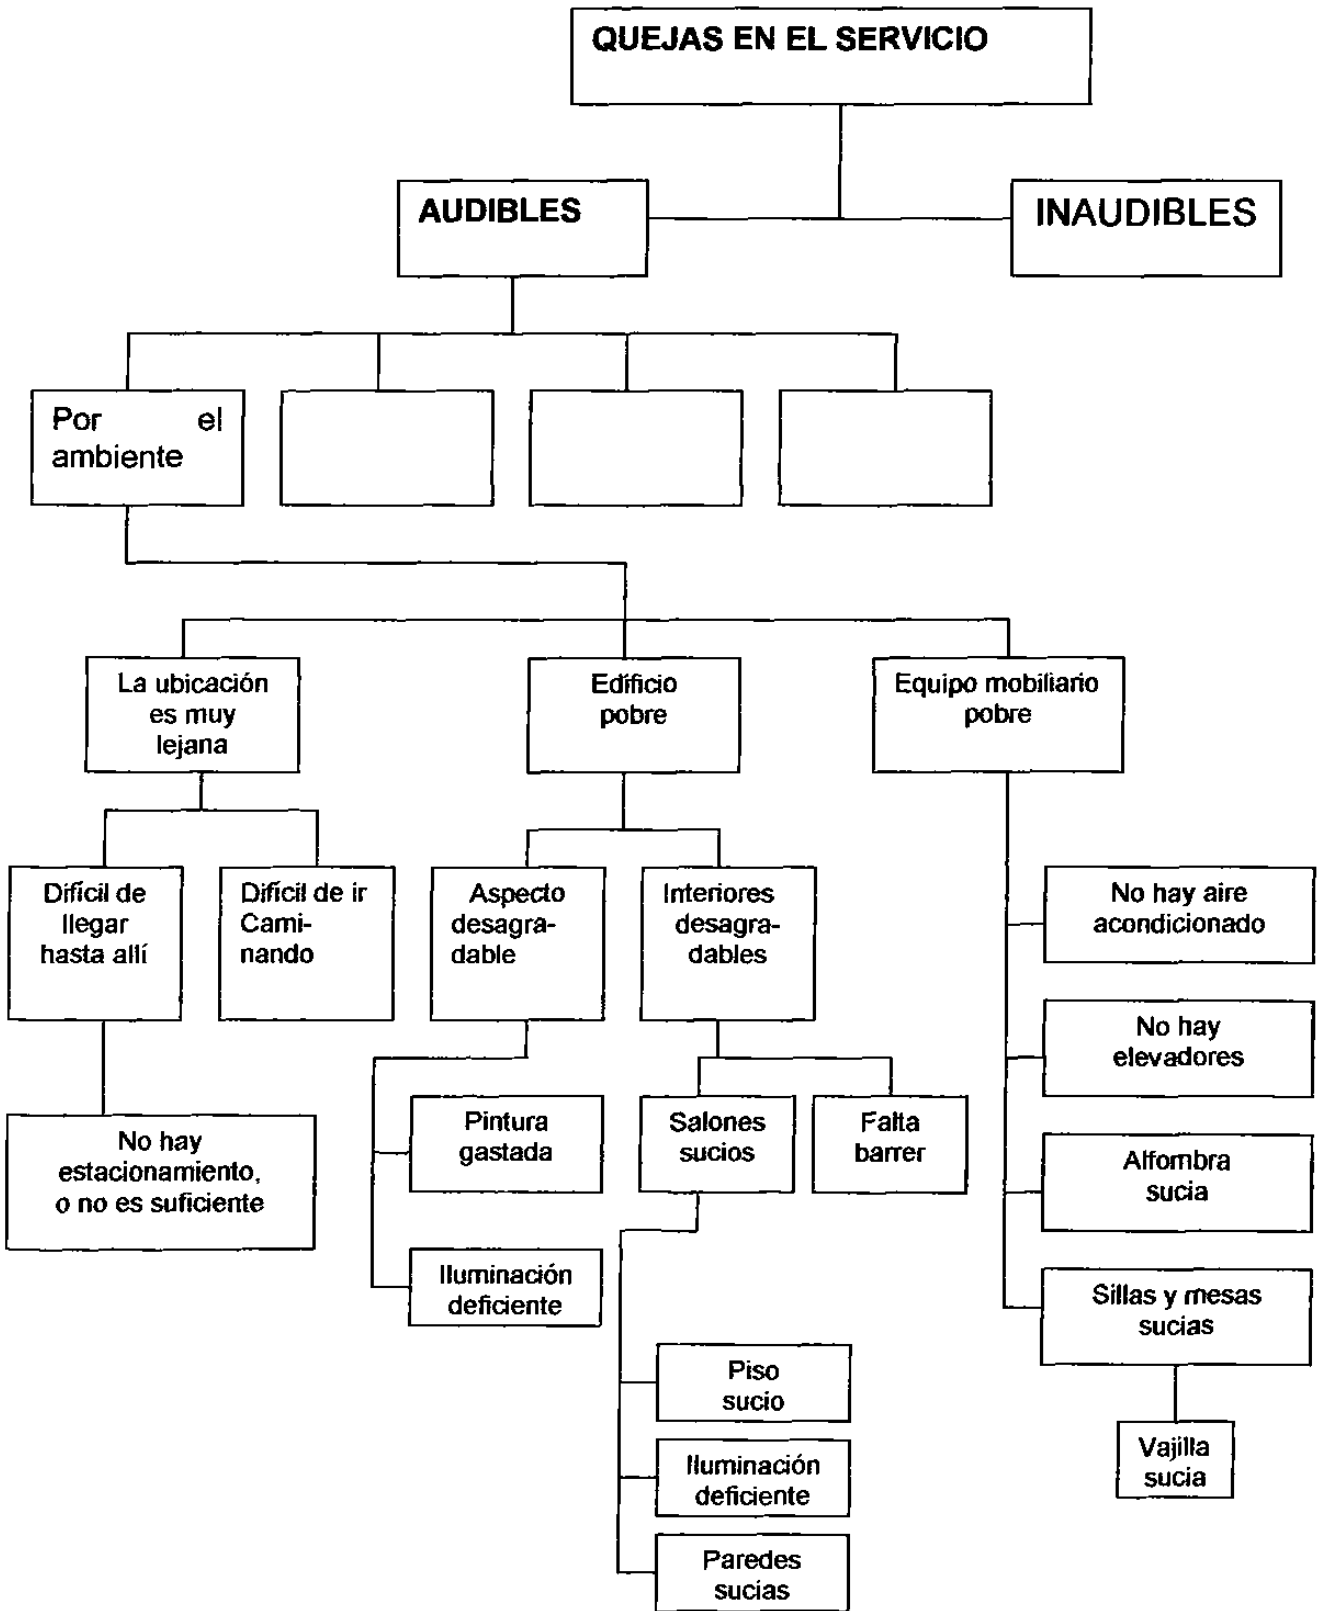 QUEJAS EN EL SERVICIO
AUDIBLES
INAUDIBLES
Por el
ambiente
La ubicación
es muy
lejana
Edificio
pobre
Equipo mobiliario
pobre
Difícil de
llegar
hasta allí
Difícil de ir
Cami-
nando
Aspecto
desagra-
dable
Interiores
desagra-
dables
No hay aire
acondicionado
No hay
elevadores
Alfombra
sucia
Sillas y mesas
sucias
Vajilla
sucia
No hay
estacionamiento,
o no es suficiente
Pintura
gastada
Iluminación
deficiente
Salones
sucios
Falta
barrer
Piso
sucio
Iluminación
deficiente
Paredes
sucias